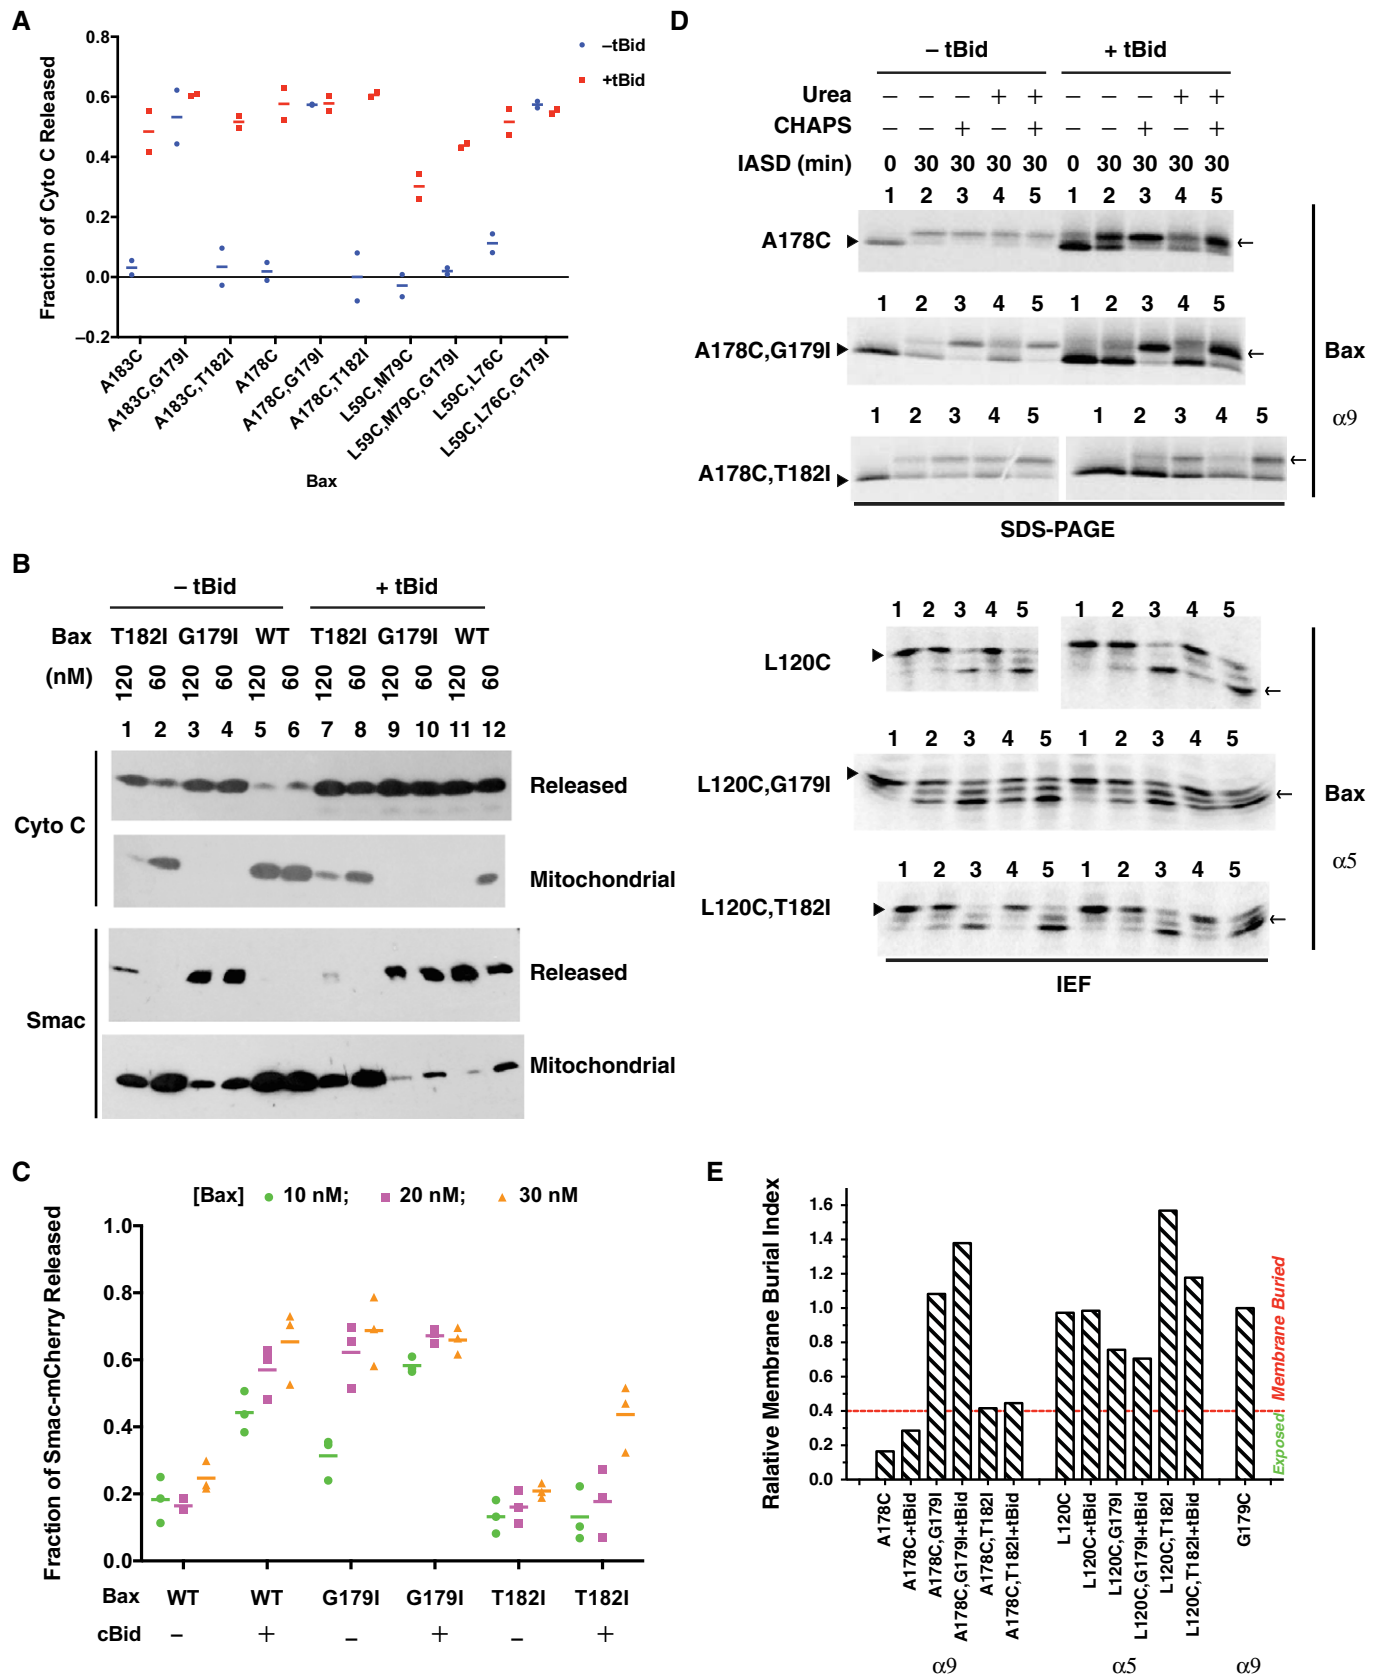 A
–tBid
+tBid
Fraction of Cyto C Released
0.8
0.6
0.4
0.2
0.0
–0.2
A183C
A183C,G179I
A183C,T182I
A178C
A178C,G179I
A178C,T182I
L59C,M79C
L59C,M79C,G179I
L59C,L76C
L59C,L76C,G179I
Bax
B
– tBid + tBid
Bax T182I G179I WT T182I G179I WT
(nM) 120 60 120 60 120 60 120 60 120 60 120 60
1 2 3 4 5 6 7 8 9 10 11 12
Cyto C
Released
Mitochondrial
Smac
Released
Mitochondrial
C
[Bax] 10 nM; 20 nM; 30 nM
Fraction of Smac-mCherry Released
1.0
0.8
0.6
0.4
0.2
0.0
Bax WT WT G179I G179I T182I T182I
cBid – + – + – +
D
– tBid + tBid
Urea – – – + + – – – + +
CHAPS – – + – + – – + – +
IASD (min) 0 30 30 30 30 0 30 30 30 30
1 2 3 4 5 1 2 3 4 5
A178C ←
1 2 3 4 5 1 2 3 4 5
A178C,G179I ←
1 2 3 4 5 1 2 3 4 5
A178C,T182I ←
Bax
α9
SDS-PAGE
1 2 3 4 5 1 2 3 4 5
L120C ←
1 2 3 4 5 1 2 3 4 5
L120C,G179I ←
1 2 3 4 5 1 2 3 4 5
L120C,T182I ←
Bax
α5
IEF
E
Ralative Membrane Burial Index
1.6
1.4
1.2
1.0
0.8
0.6
0.4
0.2
0.0
Membrane Buried
Exposed
A178C
A178C+tBid
A178C,G179I
A178C,G179I+tBid
A178C,T182I
A178C,T182I+tBid
L120C
L120C+tBid
L120C,G179I
L120C,G179I+tBid
L120C,T182I
L120C,T182I+tBid
G179C
α9 α5 α9